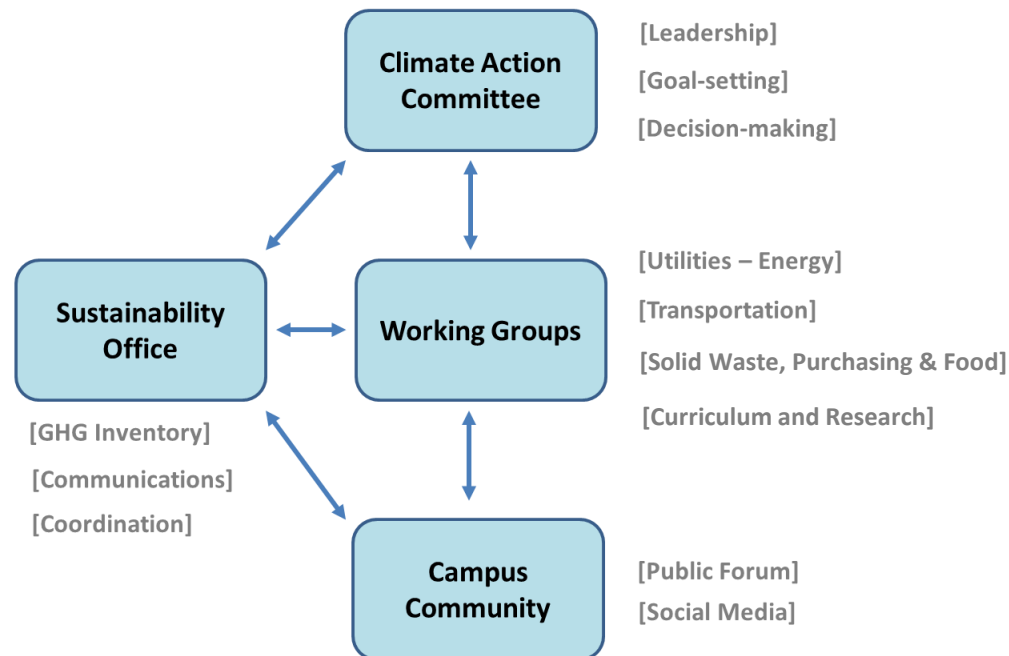 Climate Action
Committee
[Leadership]
[Goal-setting]
[Decision-making]
Sustainability
Office
[GHG Inventory]
[Communications]
[Coordination]
Working Groups
[Utilities – Energy]
[Transportation]
[Solid Waste, Purchasing & Food]
[Curriculum and Research]
Campus
Community
[Public Forum]
[Social Media]